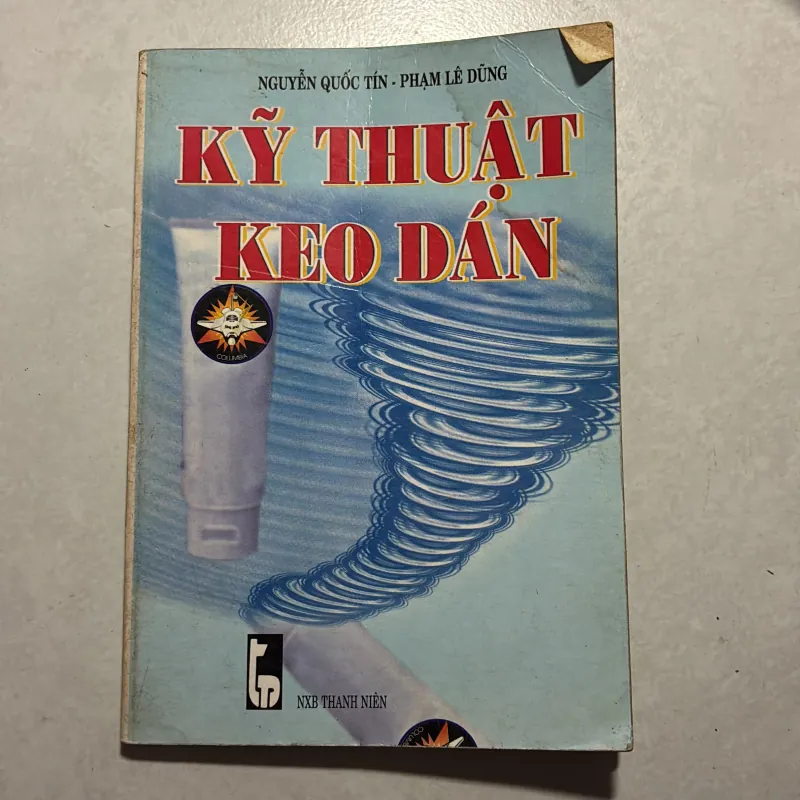 NGUYỄN QUỐC TÍN - PHẠM LÊ DŨNG
KỸ THUẬT
KEO DÁN
COLUMBIA
NXB THANH NIÊN